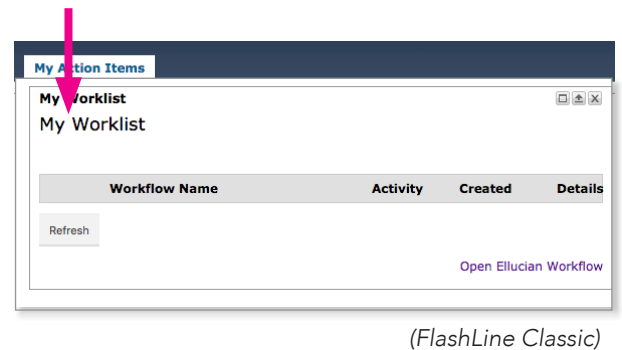 My Action Items
My Worklist
My Worklist
Workflow Name Activity Created Details
Refresh
Open Ellucian Workflow
(FlashLine Classic)